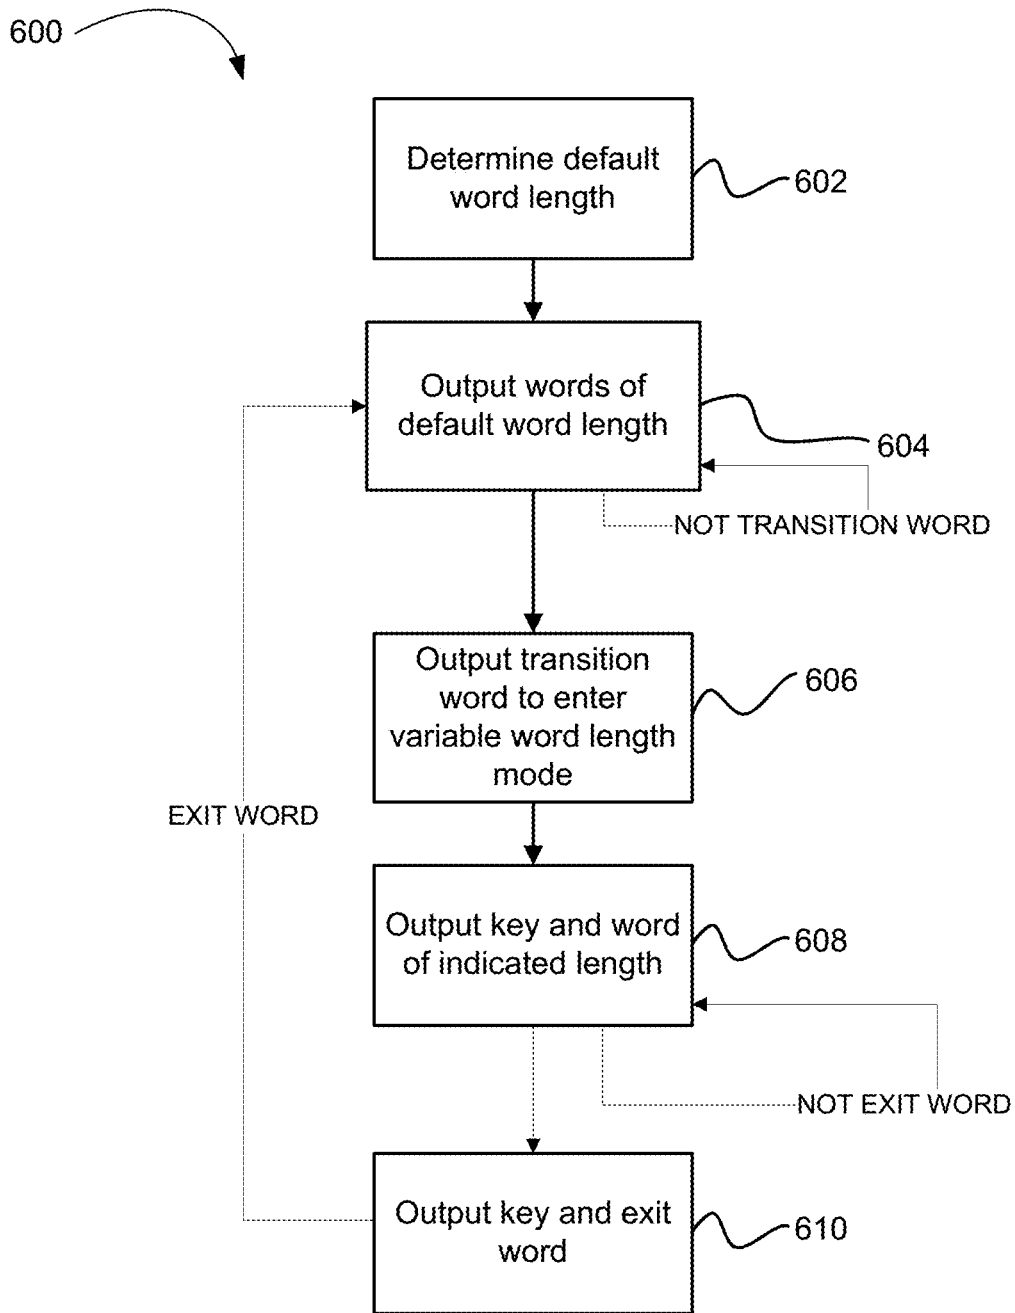 600
Determine default
word length
602
Output words of
default word length
604
NOT TRANSITION WORD
Output transition
word to enter
variable word length
mode
606
EXIT WORD
Output key and word
of indicated length
608
NOT EXIT WORD
Output key and exit
word
610